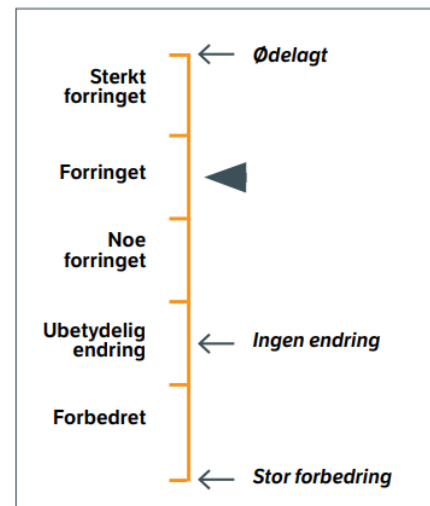 Ødelagt
Sterkt
forringet
Forringet
Noe
forringet
Ubetydelig
endring
Ingen endring
Forbedret
Stor forbedring